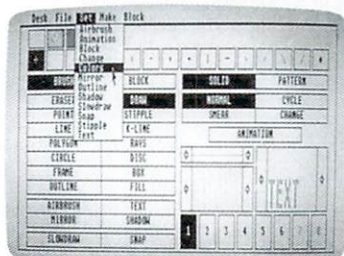 Desk File Set Make Block
Airbrush
Animation
Block
Change
Colors
Mirror
Outline
Shadow
Slowdraw
Snap
Stipple
Text
BRUSH BLOCK SOLID PATTERN
ERASER DRAW NORMAL CYCLE
POINT STIPPLE SMEAR CHANGE
LINE K-LINE ANIMATION
POLYGON RAYS
CIRCLE DISC
FRAME BOX
OUTLINE FILL
TEXT
AIRBRUSH TEXT
MIRROR SHADOW
SLOWDRAW SNAP
1 2 3 4 5 6 7 8